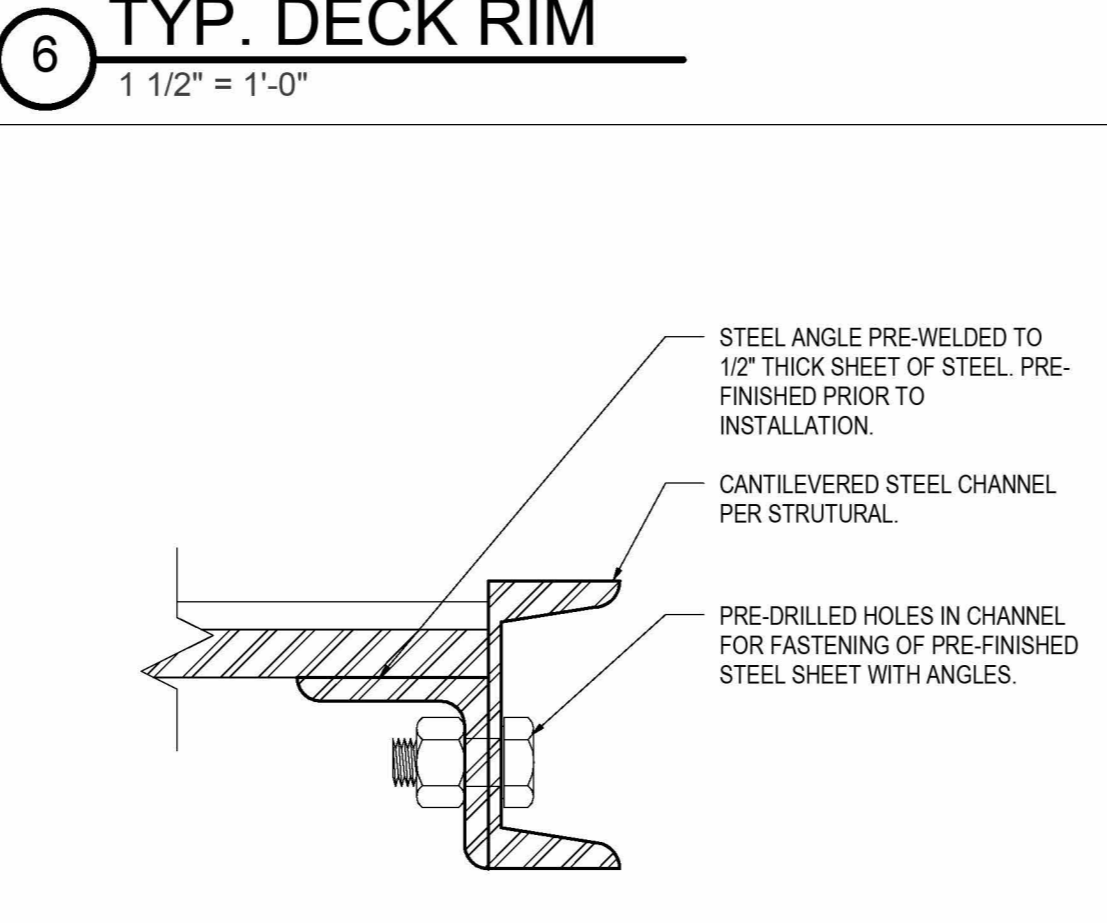 6
TYP. DECK RIM
1 1/2" = 1'-0"
STEEL ANGLE PRE-WELDED TO
1/2" THICK SHEET OF STEEL. PRE-
FINISHED PRIOR TO
INSTALLATION.
CANTILEVERED STEEL CHANNEL
PER STRUTURAL.
PRE-DRILLED HOLES IN CHANNEL
FOR FASTENING OF PRE-FINISHED
STEEL SHEET WITH ANGLES.